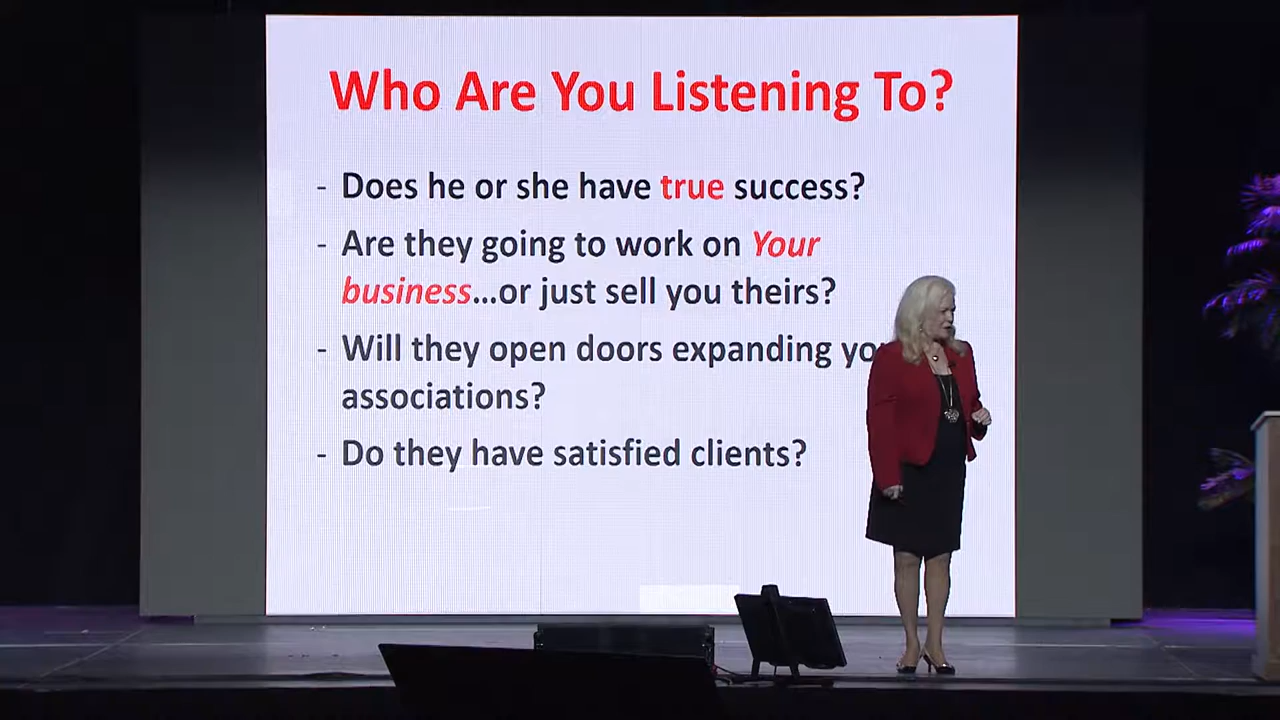 Who Are You Listening To?
- Does he or she have true success?
- Are they going to work on Your
business...or just sell you theirs?
- Will they open doors expanding
associations?
- Do they have satisfied clients?